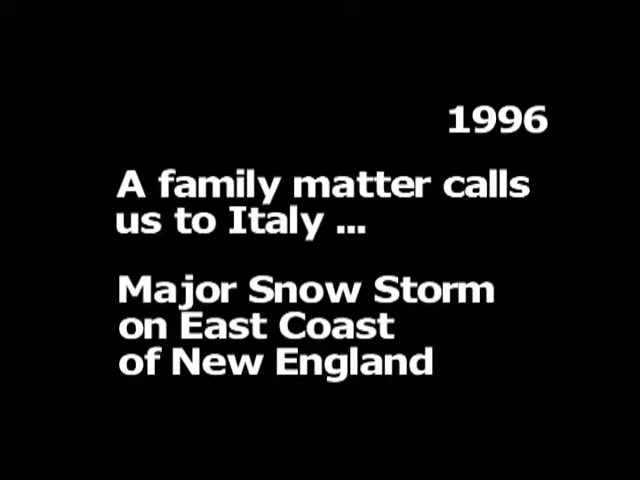 1996
A family matter calls
us to Italy ...
Major Snow Storm
on East Coast
of New England